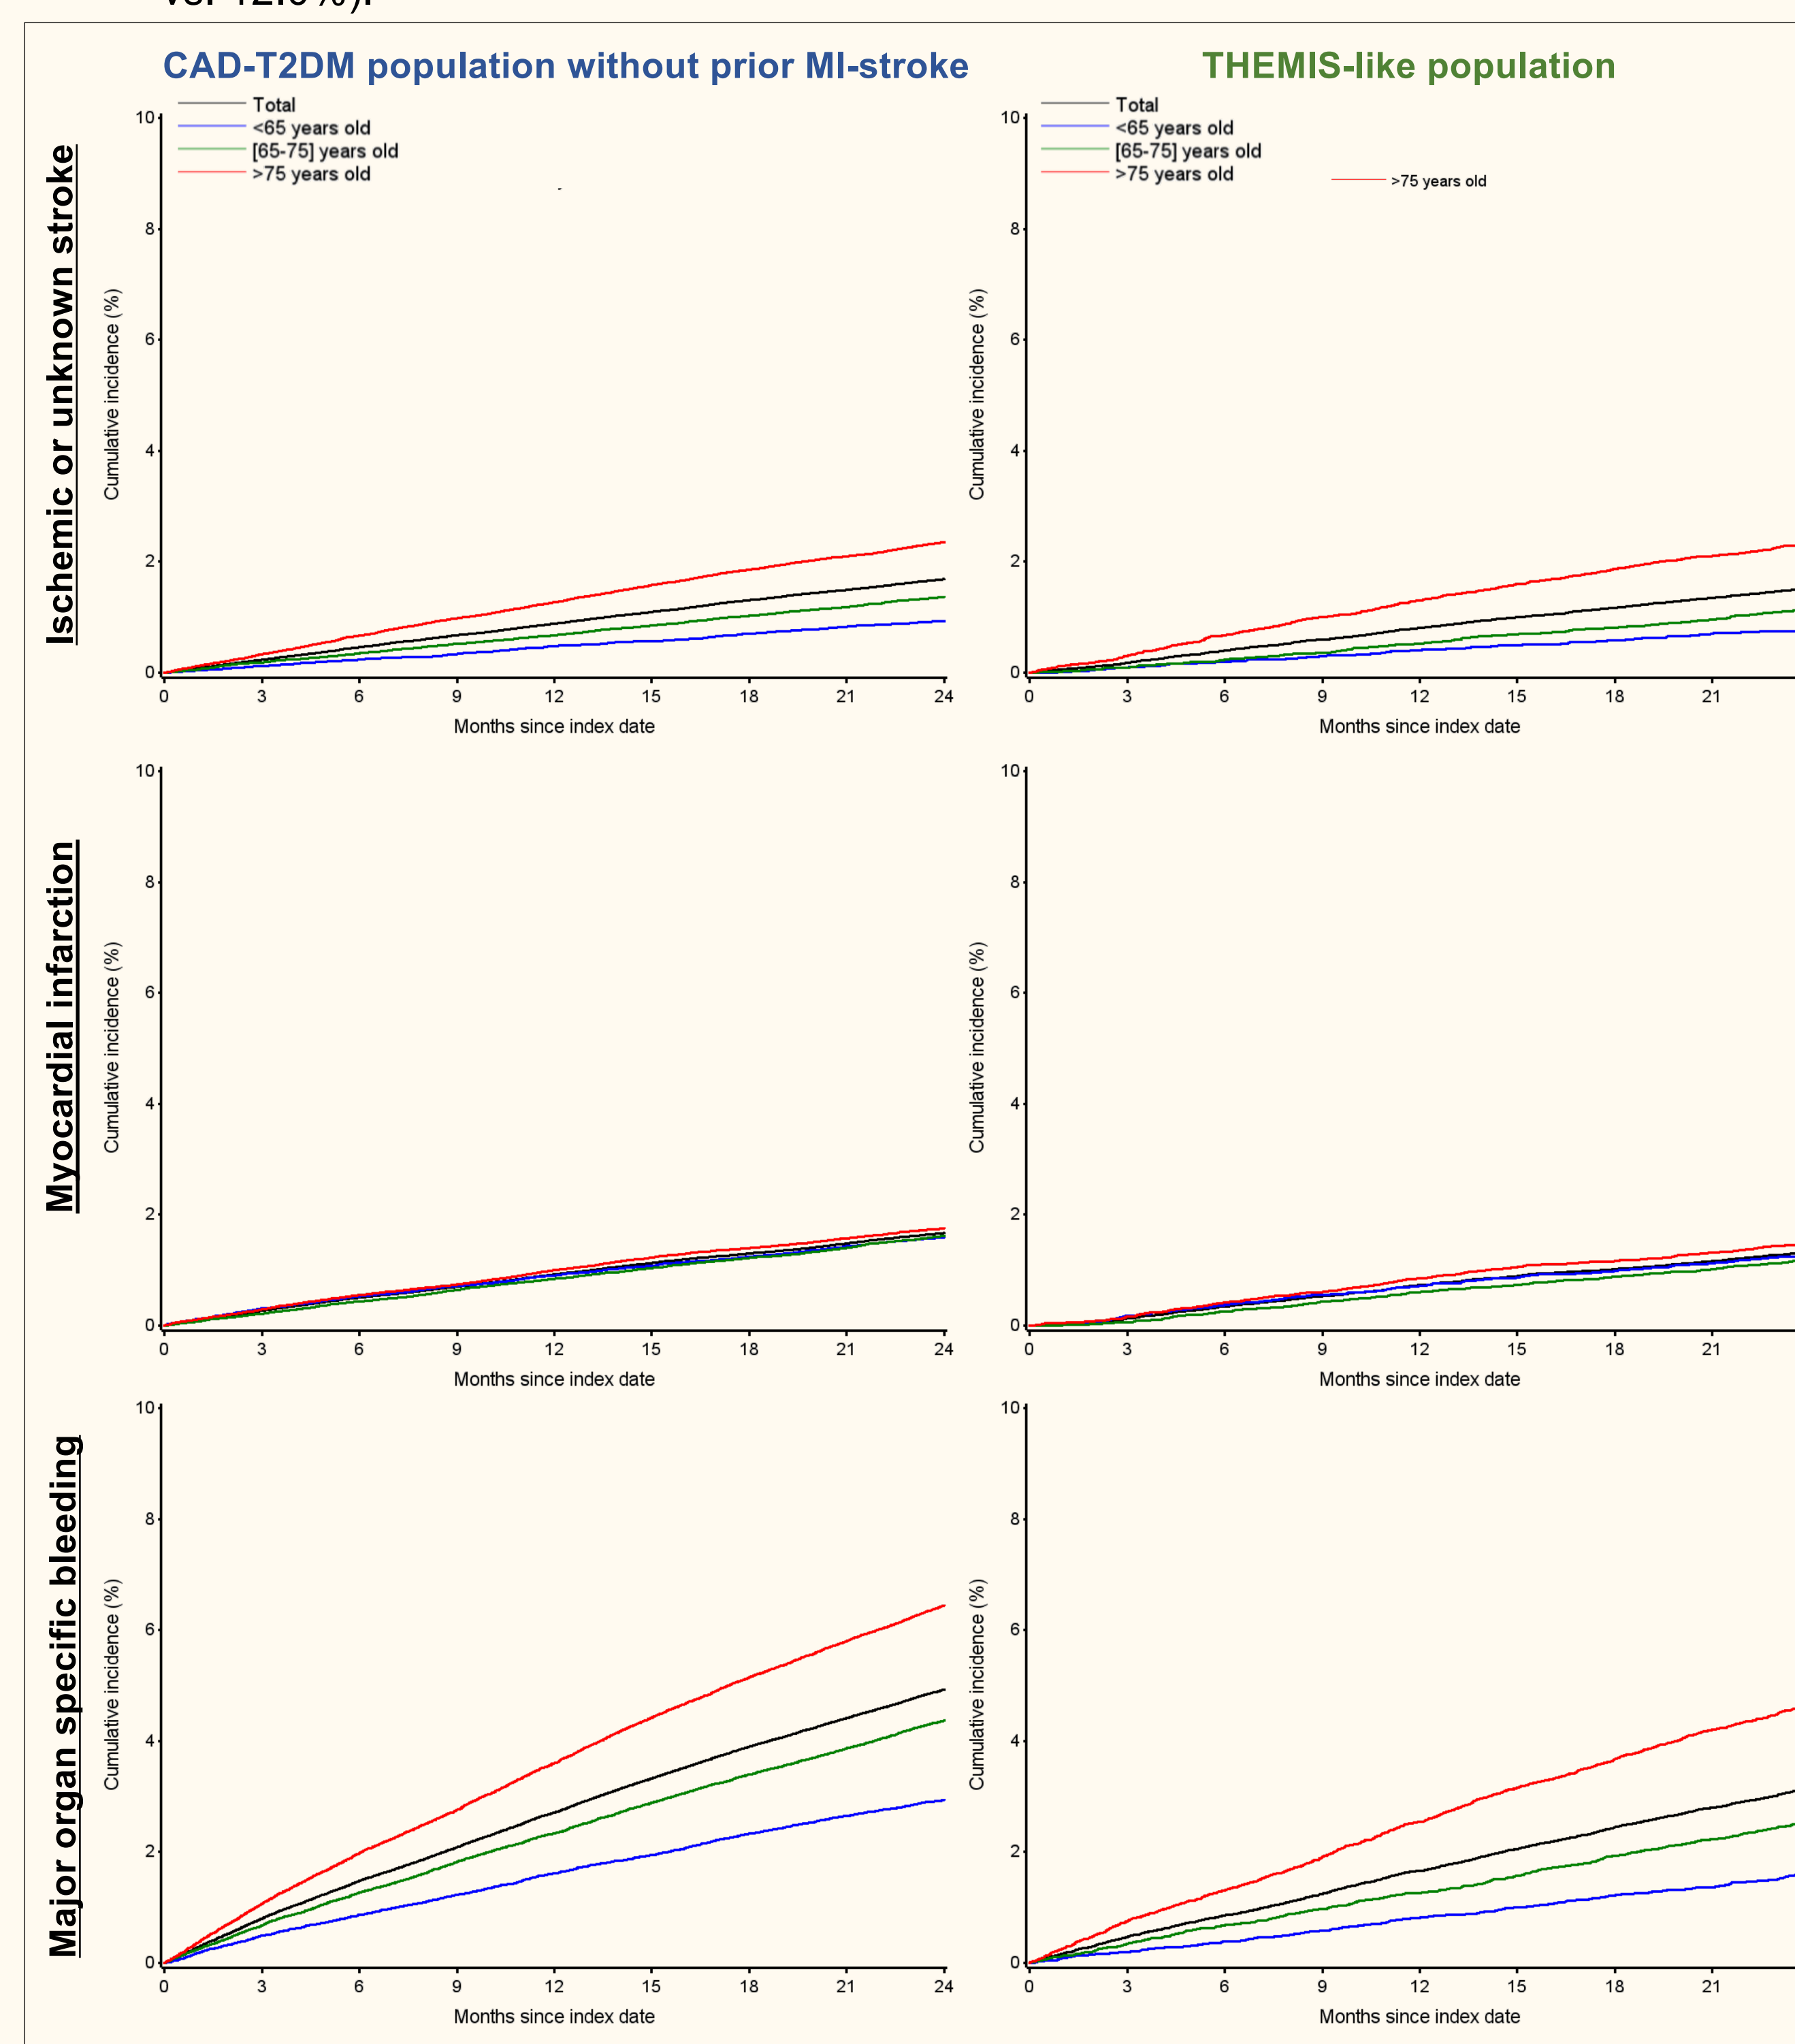 CAD-T2DM population without prior MI-stroke
THEMIS-like population
Ischemic or unknown stroke
Total
<65 years old
[65-75] years old
>75 years old
Cumulative incidence (%)
10
8
6
4
2
0
0 3 6 9 12 15 18 21 24
Months since index date
Total
<65 years old
[65-75] years old
>75 years old
>75 years old
Cumulative incidence (%)
10
8
6
4
2
0
0 3 6 9 12 15 18 21
Months since index date
Myocardial infarction
Cumulative incidence (%)
10
8
6
4
2
0
0 3 6 9 12 15 18 21 24
Months since index date
Cumulative incidence (%)
10
8
6
4
2
0
0 3 6 9 12 15 18 21
Months since index date
Major organ specific bleeding
Cumulative incidence (%)
10
8
6
4
2
0
0 3 6 9 12 15 18 21 24
Months since index date
Cumulative incidence (%)
10
8
6
4
2
0
0 3 6 9 12 15 18 21
Months since index date